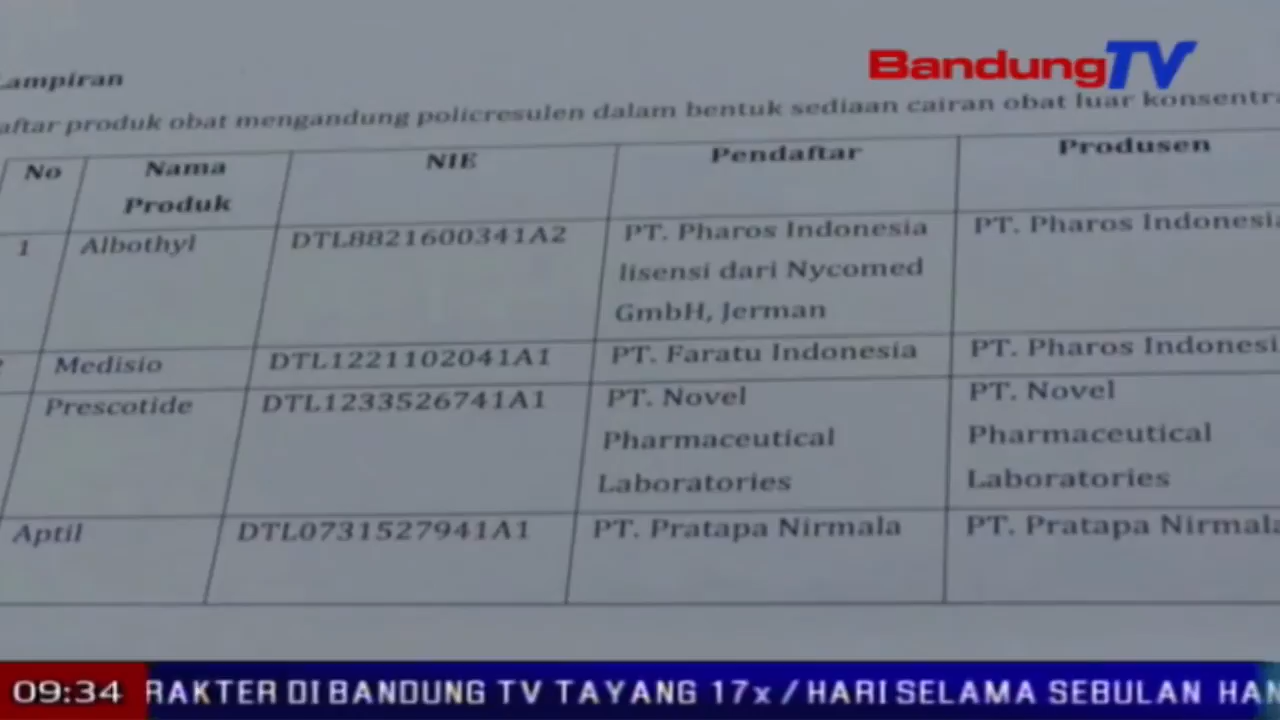 BandungTV
Lampiran
aftar produk obat mengandung policresulen dalam bentuk sediaan cairan obat luar konsentra
No Nama Produk NIE Pendaftar Produsen
1 Albothyl DTL8821600341A2 PT. Pharos Indonesia lisensi dari Nycomed GmbH, Jerman PT. Pharos Indonesia
Medisio DTL1221102041A1 PT. Faratu Indonesia PT. Pharos Indonesi
Prescotide DTL1233526741A1 PT. Novel Pharmaceutical Laboratories PT. Novel Pharmaceutical Laboratories
Aptil DTL0731527941A1 PT. Pratapa Nirmala PT. Pratapa Nirmala
09:34 RAKTER DI BANDUNG TV TAYANG 17x / HARI SELAMA SEBULAN HAN